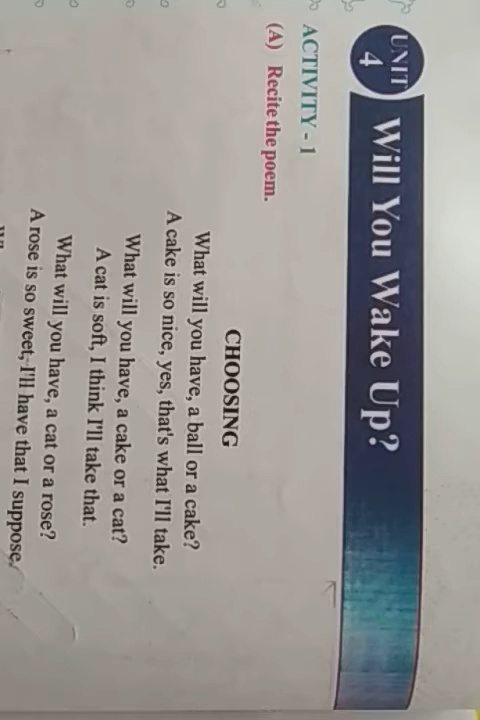 UNIT
4
Will You Wake Up?
ACTIVITY - 1
(A) Recite the poem.
CHOOSING
What will you have, a ball or a cake?
A cake is so nice, yes, that's what I'll take.
What will you have, a cake or a cat?
A cat is soft, I think I'll take that.
What will you have, a cat or a rose?
A rose is so sweet, I'll have that I suppose.